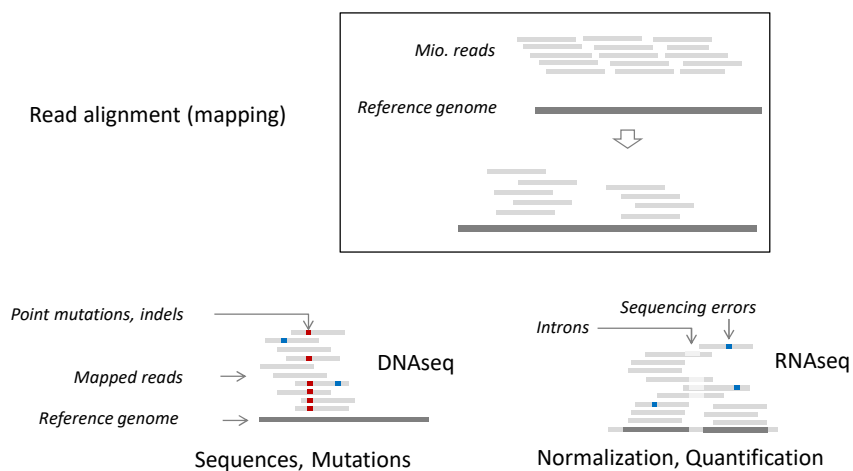 Mio. reads
Read alignment (mapping)
Reference genome
Point mutations, indels
Sequencing errors
Introns
DNAseq
RNAseq
Mapped reads
Reference genome
Sequences, Mutations
Normalization, Quantification